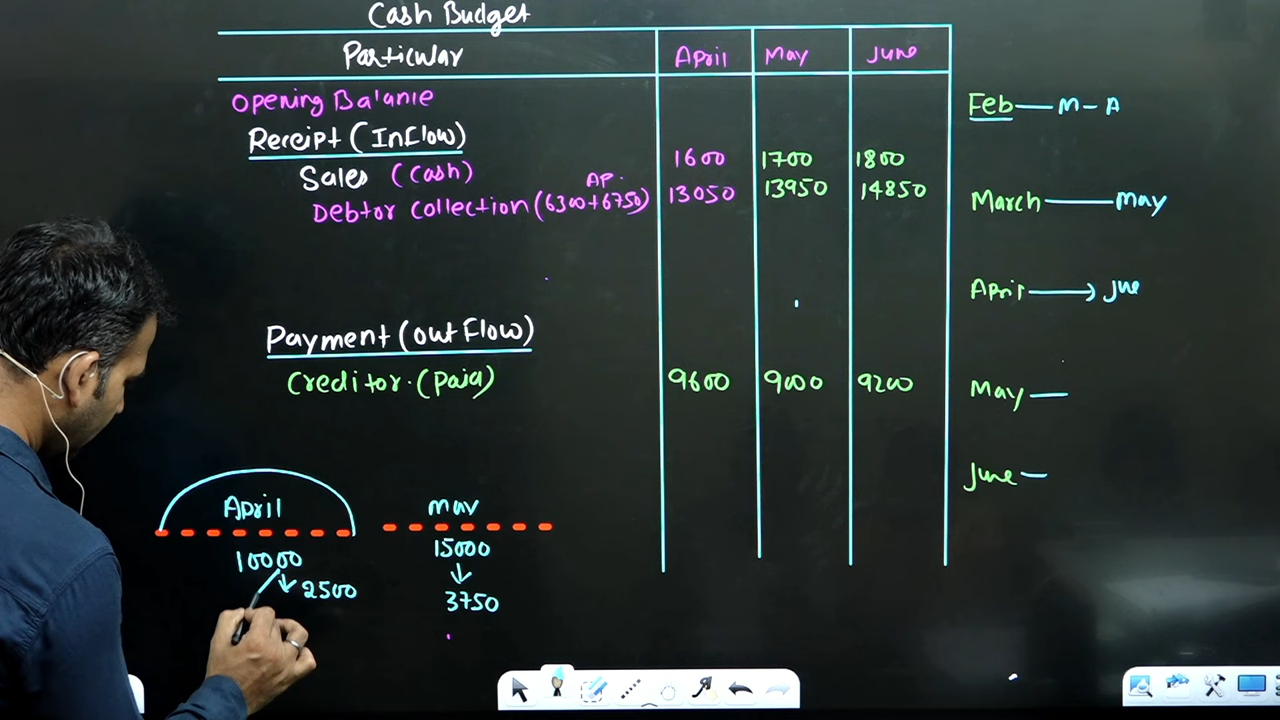 Cash Budget
Particular April May June
Opening Balanie
Receipt (Inflow)
Sales (cash) 1600 1700 1800
AP.
Debtor collection (6300+6750) 13050 13950 14850
Payment (out Flow)
Creditor. (Paid) 9600 9000 9200
Feb — M - A
March — May
April → Jue
May —
June —
April
10000
↓ 2500
may
15000
↓
3750